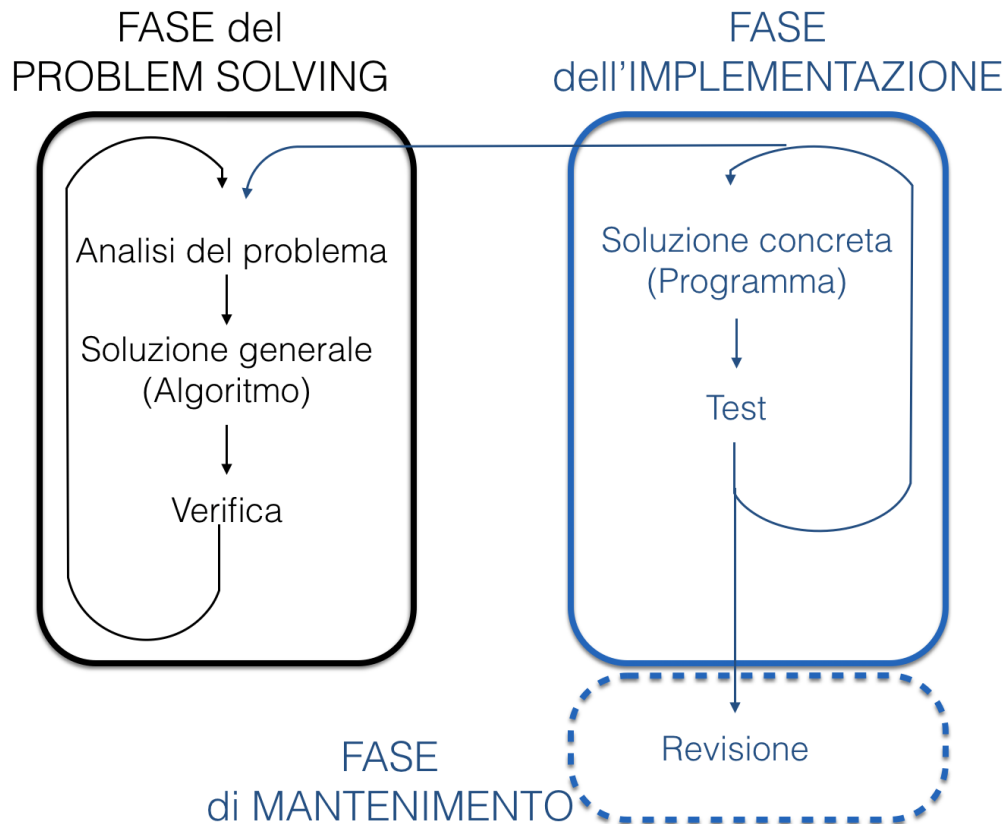 FASE del
PROBLEM SOLVING
Analisi del problema
Soluzione generale
(Algoritmo)
Verifica
FASE
dell'IMPLEMENTAZIONE
Soluzione concreta
(Programma)
Test
FASE
di MANTENIMENTO
Revisione